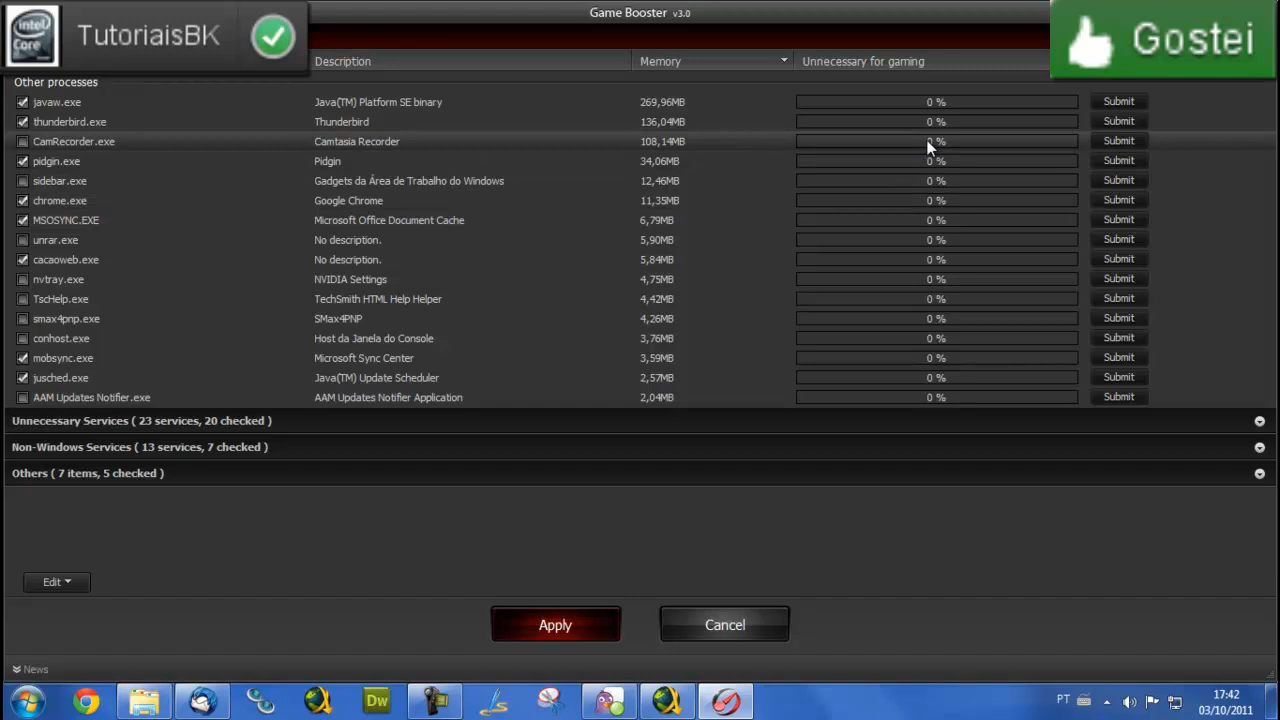 intel
Core
TutoriaisBK
Game Booster v3.0
Gostei
Description
Memory
Unnecessary for gaming
Other processes
javaw.exe Java(TM) Platform SE binary 269,96MB 0 % Submit
thunderbird.exe Thunderbird 136,04MB 0 % Submit
CamRecorder.exe Camtasia Recorder 108,14MB 0 % Submit
pidgin.exe Pidgin 34,06MB 0 % Submit
sidebar.exe Gadgets da Área de Trabalho do Windows 12,46MB 0 % Submit
chrome.exe Google Chrome 11,35MB 0 % Submit
MSOSYNC.EXE Microsoft Office Document Cache 6,79MB 0 % Submit
unrar.exe No description. 5,90MB 0 % Submit
cacaoweb.exe No description. 5,84MB 0 % Submit
nvtray.exe NVIDIA Settings 4,75MB 0 % Submit
TscHelp.exe TechSmith HTML Help Helper 4,42MB 0 % Submit
smax4pnp.exe SMax4PNP 4,26MB 0 % Submit
conhost.exe Host da Janela do Console 3,76MB 0 % Submit
mobsync.exe Microsoft Sync Center 3,59MB 0 % Submit
jusched.exe Java(TM) Update Scheduler 2,57MB 0 % Submit
AAM Updates Notifier.exe AAM Updates Notifier Application 2,04MB 0 % Submit
Unnecessary Services ( 23 services, 20 checked )
Non-Windows Services ( 13 services, 7 checked )
Others ( 7 items, 5 checked )
Edit
Apply
Cancel
News
Dw
PT
17:42
03/10/2011